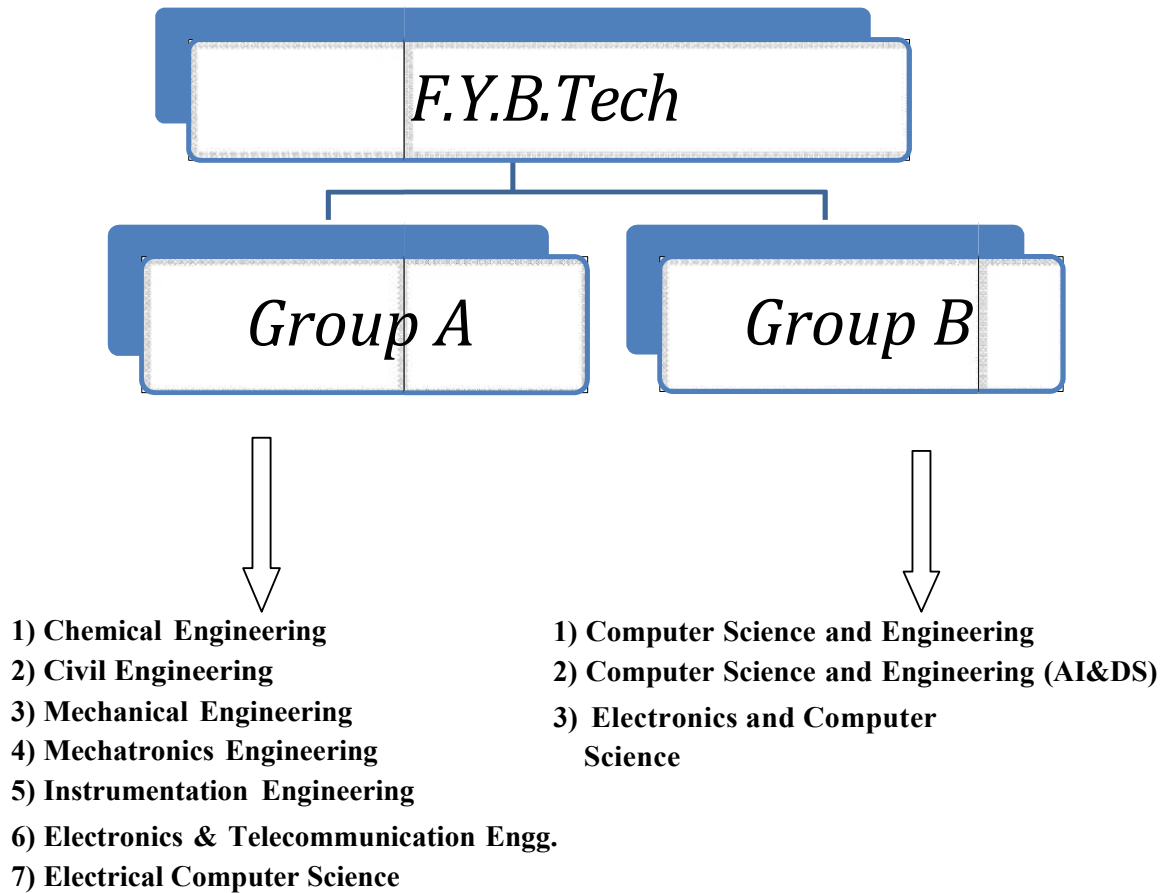 F.Y.B.Tech
Group A
Group B
1) Chemical Engineering
2) Civil Engineering
3) Mechanical Engineering
4) Mechatronics Engineering
5) Instrumentation Engineering
6) Electronics & Telecommunication Engg.
7) Electrical Computer Science
1) Computer Science and Engineering
2) Computer Science and Engineering (AI&DS)
3) Electronics and Computer
Science